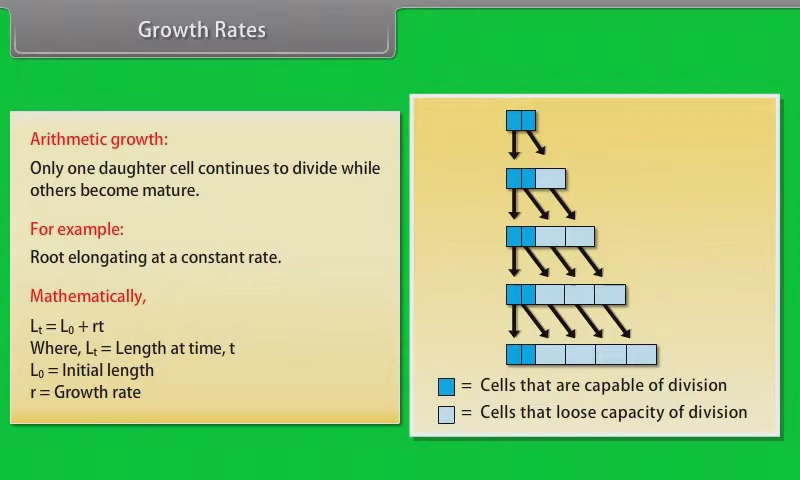 Growth Rates
Arithmetic growth:
Only one daughter cell continues to divide while
others become mature.
For example:
Root elongating at a constant rate.
Mathematically,
Lₜ = L₀ + rt
Where, Lₜ = Length at time, t
L₀ = Initial length
r = Growth rate
= Cells that are capable of division
= Cells that loose capacity of division